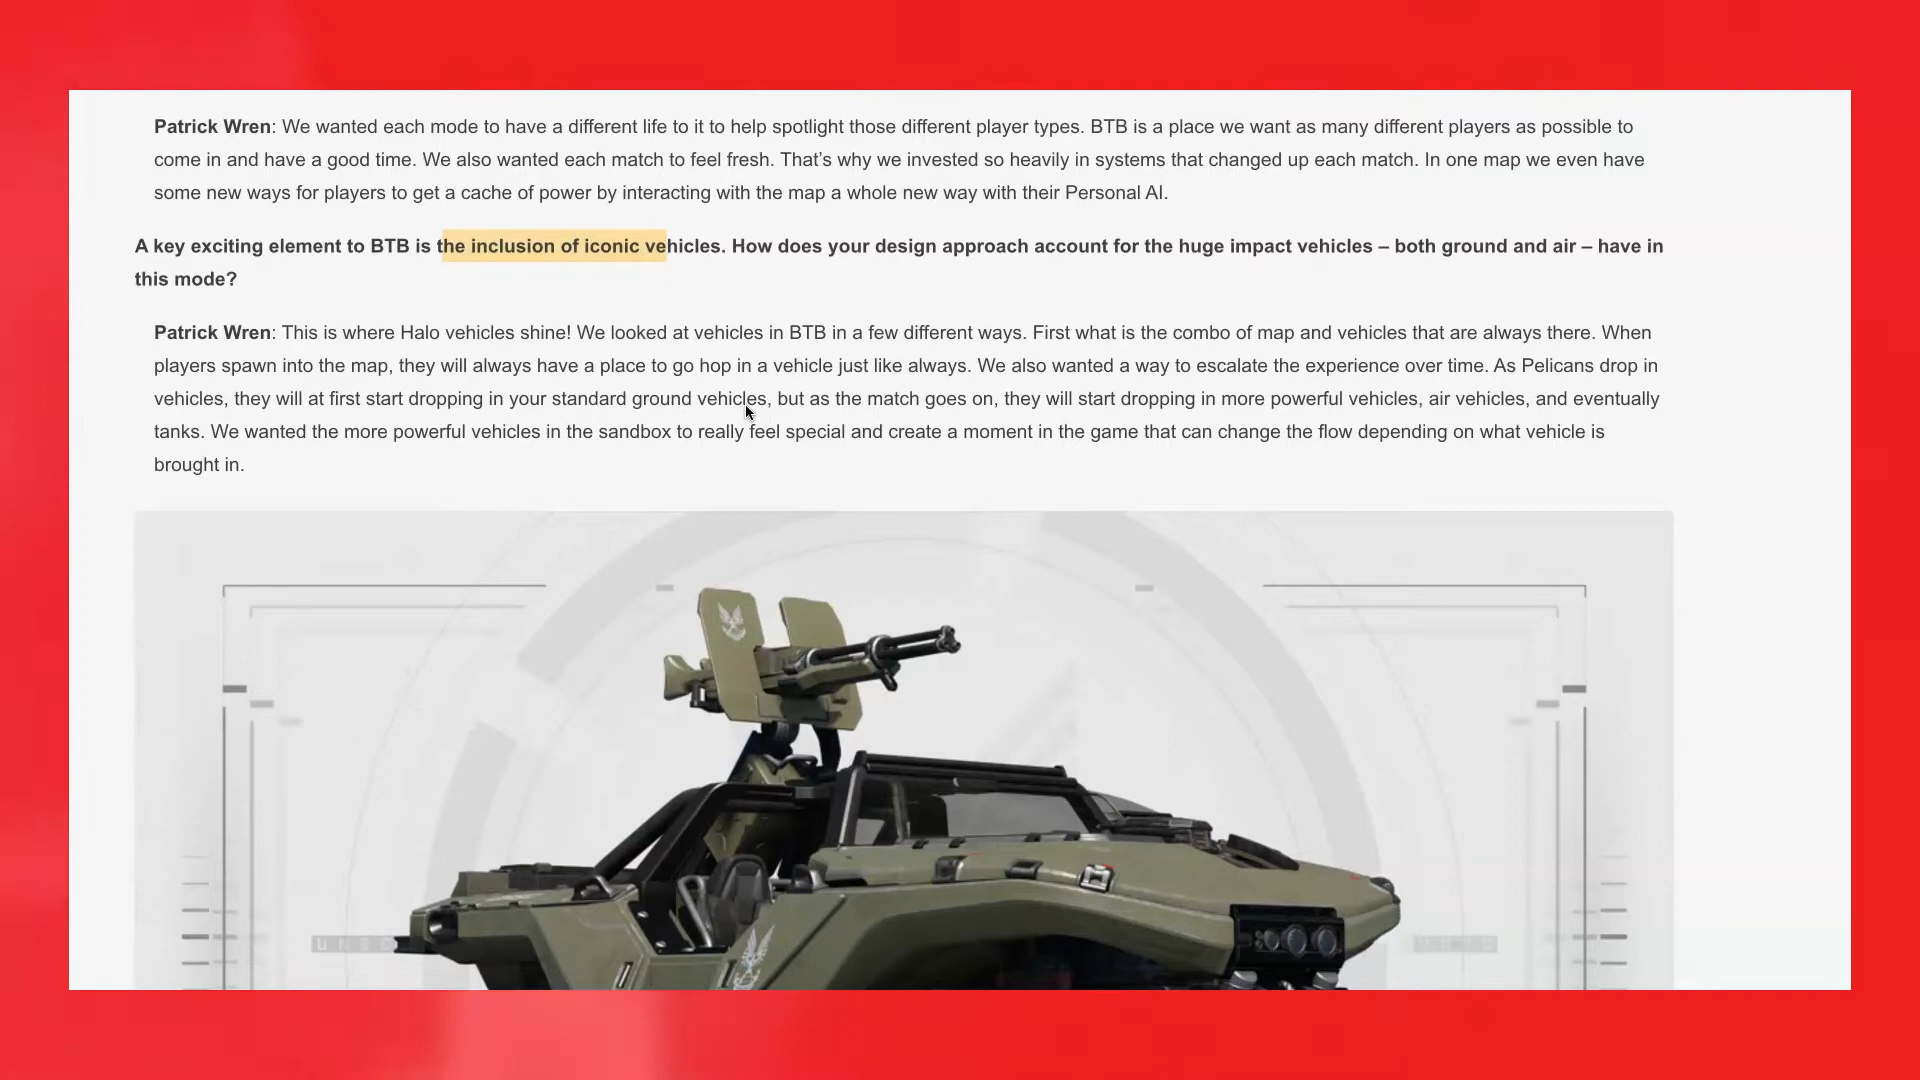 Patrick Wren: We wanted each mode to have a different life to it to help spotlight those different player types. BTB is a place we want as many different players as possible to
come in and have a good time. We also wanted each match to feel fresh. That’s why we invested so heavily in systems that changed up each match. In one map we even have
some new ways for players to get a cache of power by interacting with the map a whole new way with their Personal AI.
A key exciting element to BTB is the inclusion of iconic vehicles. How does your design approach account for the huge impact vehicles – both ground and air – have in
this mode?
Patrick Wren: This is where Halo vehicles shine! We looked at vehicles in BTB in a few different ways. First what is the combo of map and vehicles that are always there. When
players spawn into the map, they will always have a place to go hop in a vehicle just like always. We also wanted a way to escalate the experience over time. As Pelicans drop in
vehicles, they will at first start dropping in your standard ground vehicles, but as the match goes on, they will start dropping in more powerful vehicles, air vehicles, and eventually
tanks. We wanted the more powerful vehicles in the sandbox to really feel special and create a moment in the game that can change the flow depending on what vehicle is
brought in.
UNSC